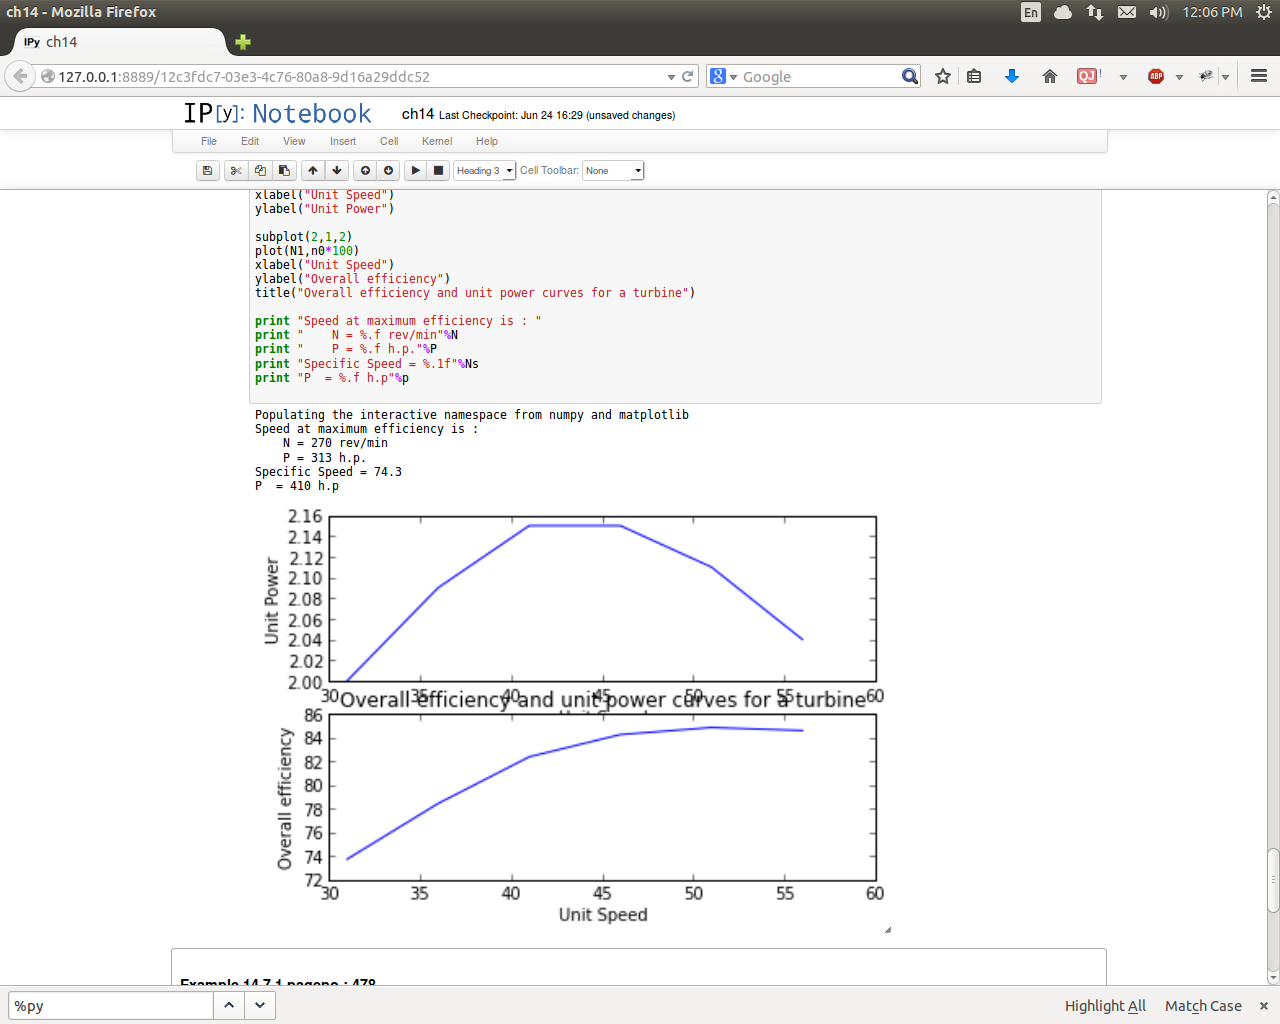 ch14 - Mozilla Firefox
En
12:06 PM
IPy ch14
127.0.0.1:8889/12c3fdc7-03e3-4c76-80a8-9d16a29ddc52
8 Google
QJ !
ABP
IP[y]: Notebook
ch14 Last Checkpoint: Jun 24 16:29 (unsaved changes)
File Edit View Insert Cell Kernel Help
Heading 3 Cell Toolbar: None
xlabel("Unit Speed")
ylabel("Unit Power")
subplot(2,1,2)
plot(N1,n0*100)
xlabel("Unit Speed")
ylabel("Overall efficiency")
title("Overall efficiency and unit power curves for a turbine")
print "Speed at maximum efficiency is : "
print "    N = %.f rev/min"%N
print "    P = %.f h.p."%P
print "Specific Speed = %.1f"%Ns
print "P  = %.f h.p"%p
Populating the interactive namespace from numpy and matplotlib
Speed at maximum efficiency is :
    N = 270 rev/min
    P = 313 h.p.
Specific Speed = 74.3
P  = 410 h.p
2.16
2.14
2.12
2.10
2.08
2.06
2.04
2.02
2.00
Unit Power
30 35 40 45 50 55 60
Overall efficiency and unit power curves for a turbine
86
84
82
80
78
76
74
72
Overall efficiency
30 35 40 45 50 55 60
Unit Speed
Example 14.7.1 pageno : 478
%py
Highlight All Match Case